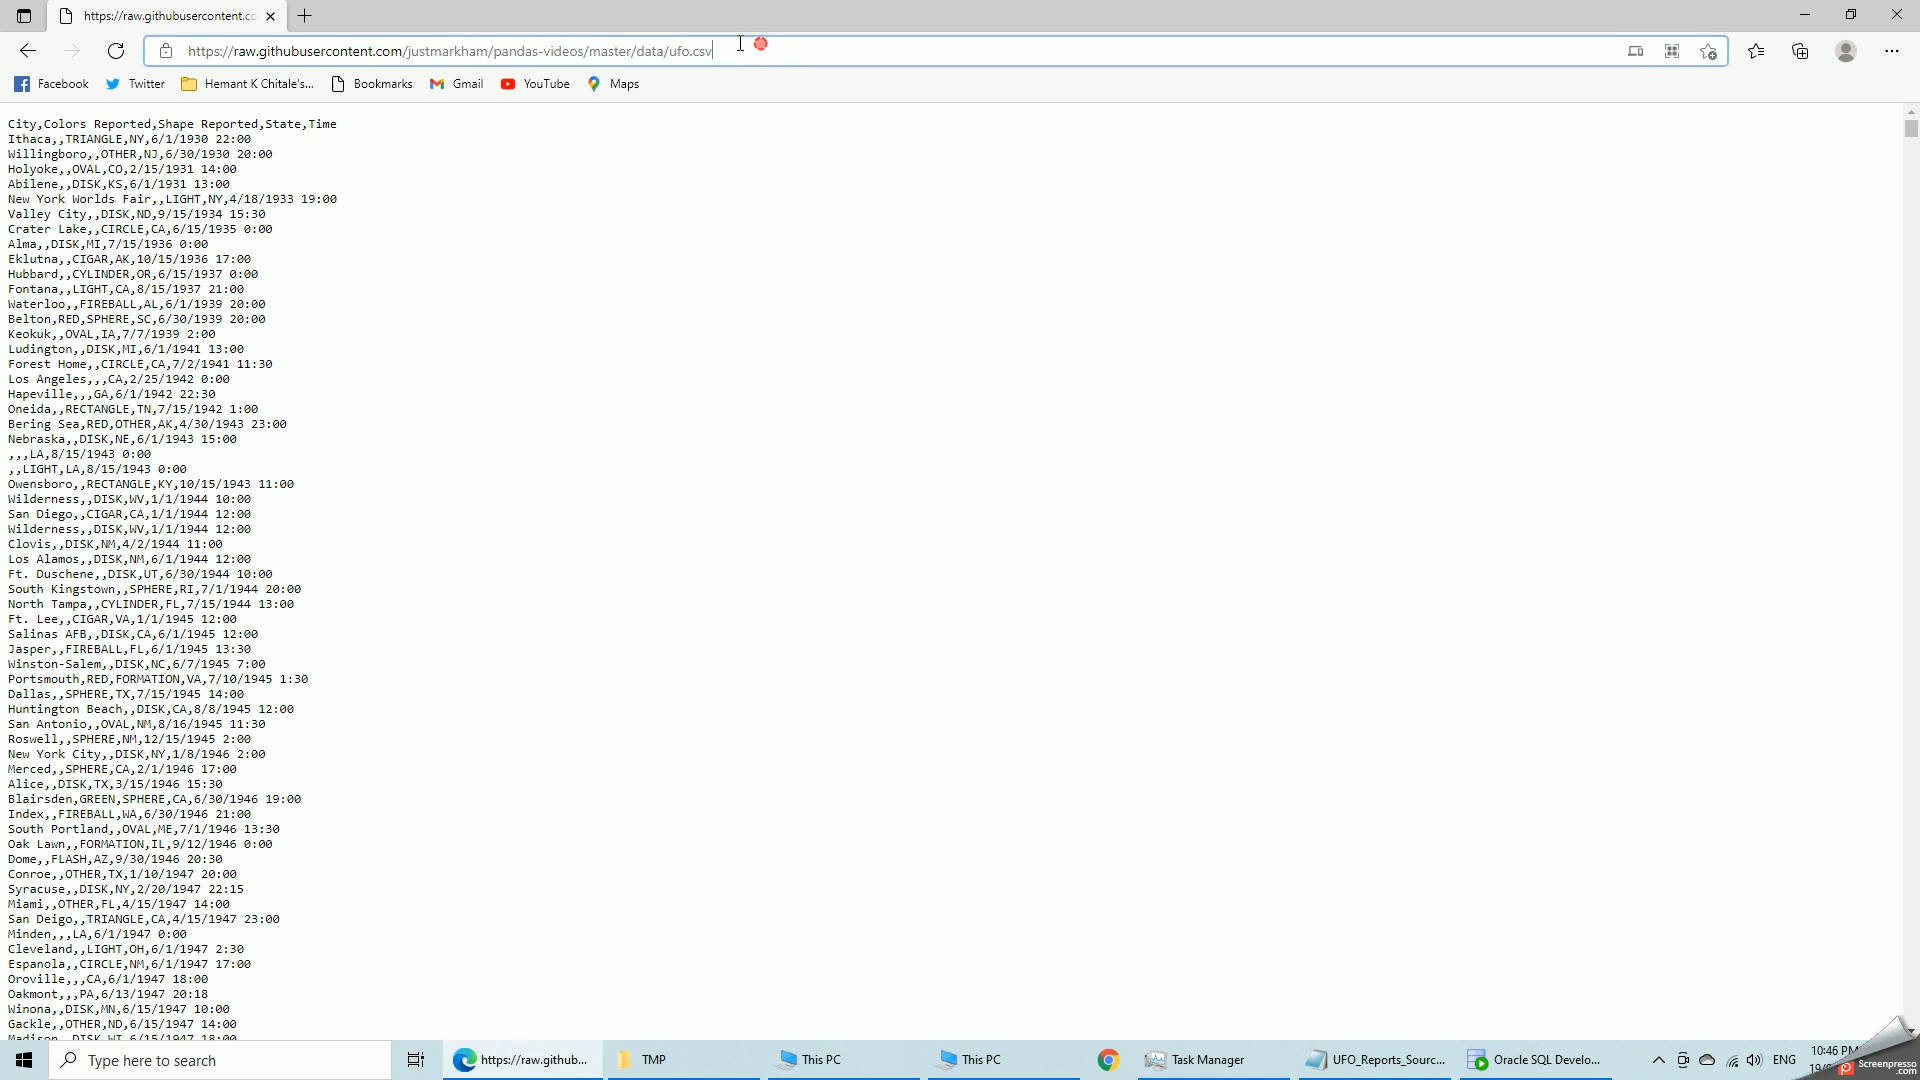 https://raw.githubusercontent.co
https://raw.githubusercontent.com/justmarkham/pandas-videos/master/data/ufo.csv
Facebook Twitter Hemant K Chitale's... Bookmarks Gmail YouTube Maps
City,Colors Reported,Shape Reported,State,Time
Ithaca,,TRIANGLE,NY,6/1/1930 22:00
Willingboro,,OTHER,NJ,6/30/1930 20:00
Holyoke,,OVAL,CO,2/15/1931 14:00
Abilene,,DISK,KS,6/1/1931 13:00
New York Worlds Fair,,LIGHT,NY,4/18/1933 19:00
Valley City,,DISK,ND,9/15/1934 15:30
Crater Lake,,CIRCLE,CA,6/15/1935 0:00
Alma,,DISK,MI,7/15/1936 0:00
Eklutna,,CIGAR,AK,10/15/1936 17:00
Hubbard,,CYLINDER,OR,6/15/1937 0:00
Fontana,,LIGHT,CA,8/15/1937 21:00
Waterloo,,FIREBALL,AL,6/1/1939 20:00
Belton,RED,SPHERE,SC,6/30/1939 20:00
Keokuk,,OVAL,IA,7/7/1939 2:00
Ludington,,DISK,MI,6/1/1941 13:00
Forest Home,,CIRCLE,CA,7/2/1941 11:30
Los Angeles,,,CA,2/25/1942 0:00
Hapeville,,,GA,6/1/1942 22:30
Oneida,,RECTANGLE,TN,7/15/1942 1:00
Bering Sea,RED,OTHER,AK,4/30/1943 23:00
Nebraska,,DISK,NE,6/1/1943 15:00
,,,LA,8/15/1943 0:00
,,LIGHT,LA,8/15/1943 0:00
Owensboro,,RECTANGLE,KY,10/15/1943 11:00
Wilderness,,DISK,WV,1/1/1944 10:00
San Diego,,CIGAR,CA,1/1/1944 12:00
Wilderness,,DISK,WV,1/1/1944 12:00
Clovis,,DISK,NM,4/2/1944 11:00
Los Alamos,,DISK,NM,6/1/1944 12:00
Ft. Duschene,,DISK,UT,6/30/1944 10:00
South Kingstown,,SPHERE,RI,7/1/1944 20:00
North Tampa,,CYLINDER,FL,7/15/1944 13:00
Ft. Lee,,CIGAR,VA,1/1/1945 12:00
Salinas AFB,,DISK,CA,6/1/1945 12:00
Jasper,,FIREBALL,FL,6/1/1945 13:30
Winston-Salem,,DISK,NC,6/7/1945 7:00
Portsmouth,RED,FORMATION,VA,7/10/1945 1:30
Dallas,,SPHERE,TX,7/15/1945 14:00
Huntington Beach,,DISK,CA,8/8/1945 12:00
San Antonio,,OVAL,NM,8/16/1945 11:30
Roswell,,SPHERE,NM,12/15/1945 2:00
New York City,,DISK,NY,1/8/1946 2:00
Merced,,SPHERE,CA,2/1/1946 17:00
Alice,,DISK,TX,3/15/1946 15:30
Blairsden,GREEN,SPHERE,CA,6/30/1946 19:00
Index,,FIREBALL,WA,6/30/1946 21:00
South Portland,,OVAL,ME,7/1/1946 13:30
Oak Lawn,,FORMATION,IL,9/12/1946 0:00
Dome,,FLASH,AZ,9/30/1946 20:30
Conroe,,OTHER,TX,1/10/1947 20:00
Syracuse,,DISK,NY,2/20/1947 22:15
Miami,,OTHER,FL,4/15/1947 14:00
San Deigo,,TRIANGLE,CA,4/15/1947 23:00
Minden,,,LA,6/1/1947 0:00
Cleveland,,LIGHT,OH,6/1/1947 2:30
Espanola,,CIRCLE,NM,6/1/1947 17:00
Oroville,,,CA,6/1/1947 18:00
Oakmont,,,PA,6/13/1947 20:18
Winona,,DISK,MN,6/15/1947 10:00
Gackle,,OTHER,ND,6/15/1947 14:00
Madison,,DISK,WI,6/15/1947 18:00
Type here to search https://raw.github... TMP This PC This PC Task Manager UFO_Reports_Sourc... Oracle SQL Develo... ENG 10:46 PM
Screenpresso
.com